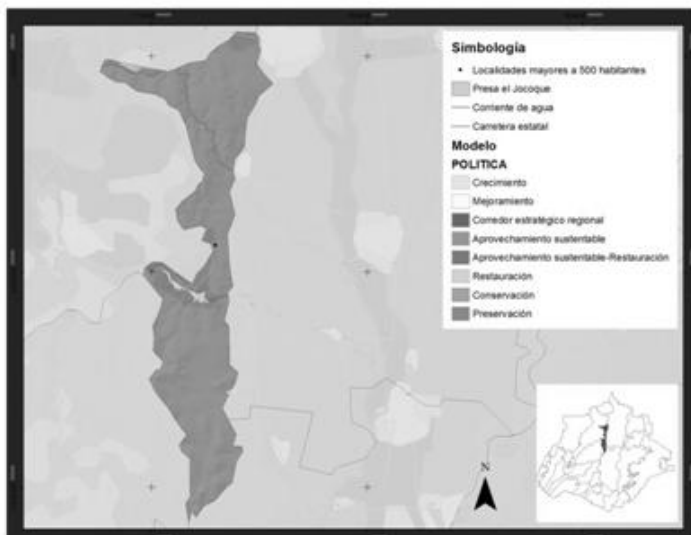 Simbología
Localidades mayores a 500 habitantes
Presa el Jocoque
Corriente de agua
Carretera estatal
Modelo
POLITICA
Crecimiento
Mejoramiento
Corredor estratégico regional
Aprovechamiento sustentable
Aprovechamiento sustentable-Restauración
Restauración
Conservación
Preservación
N